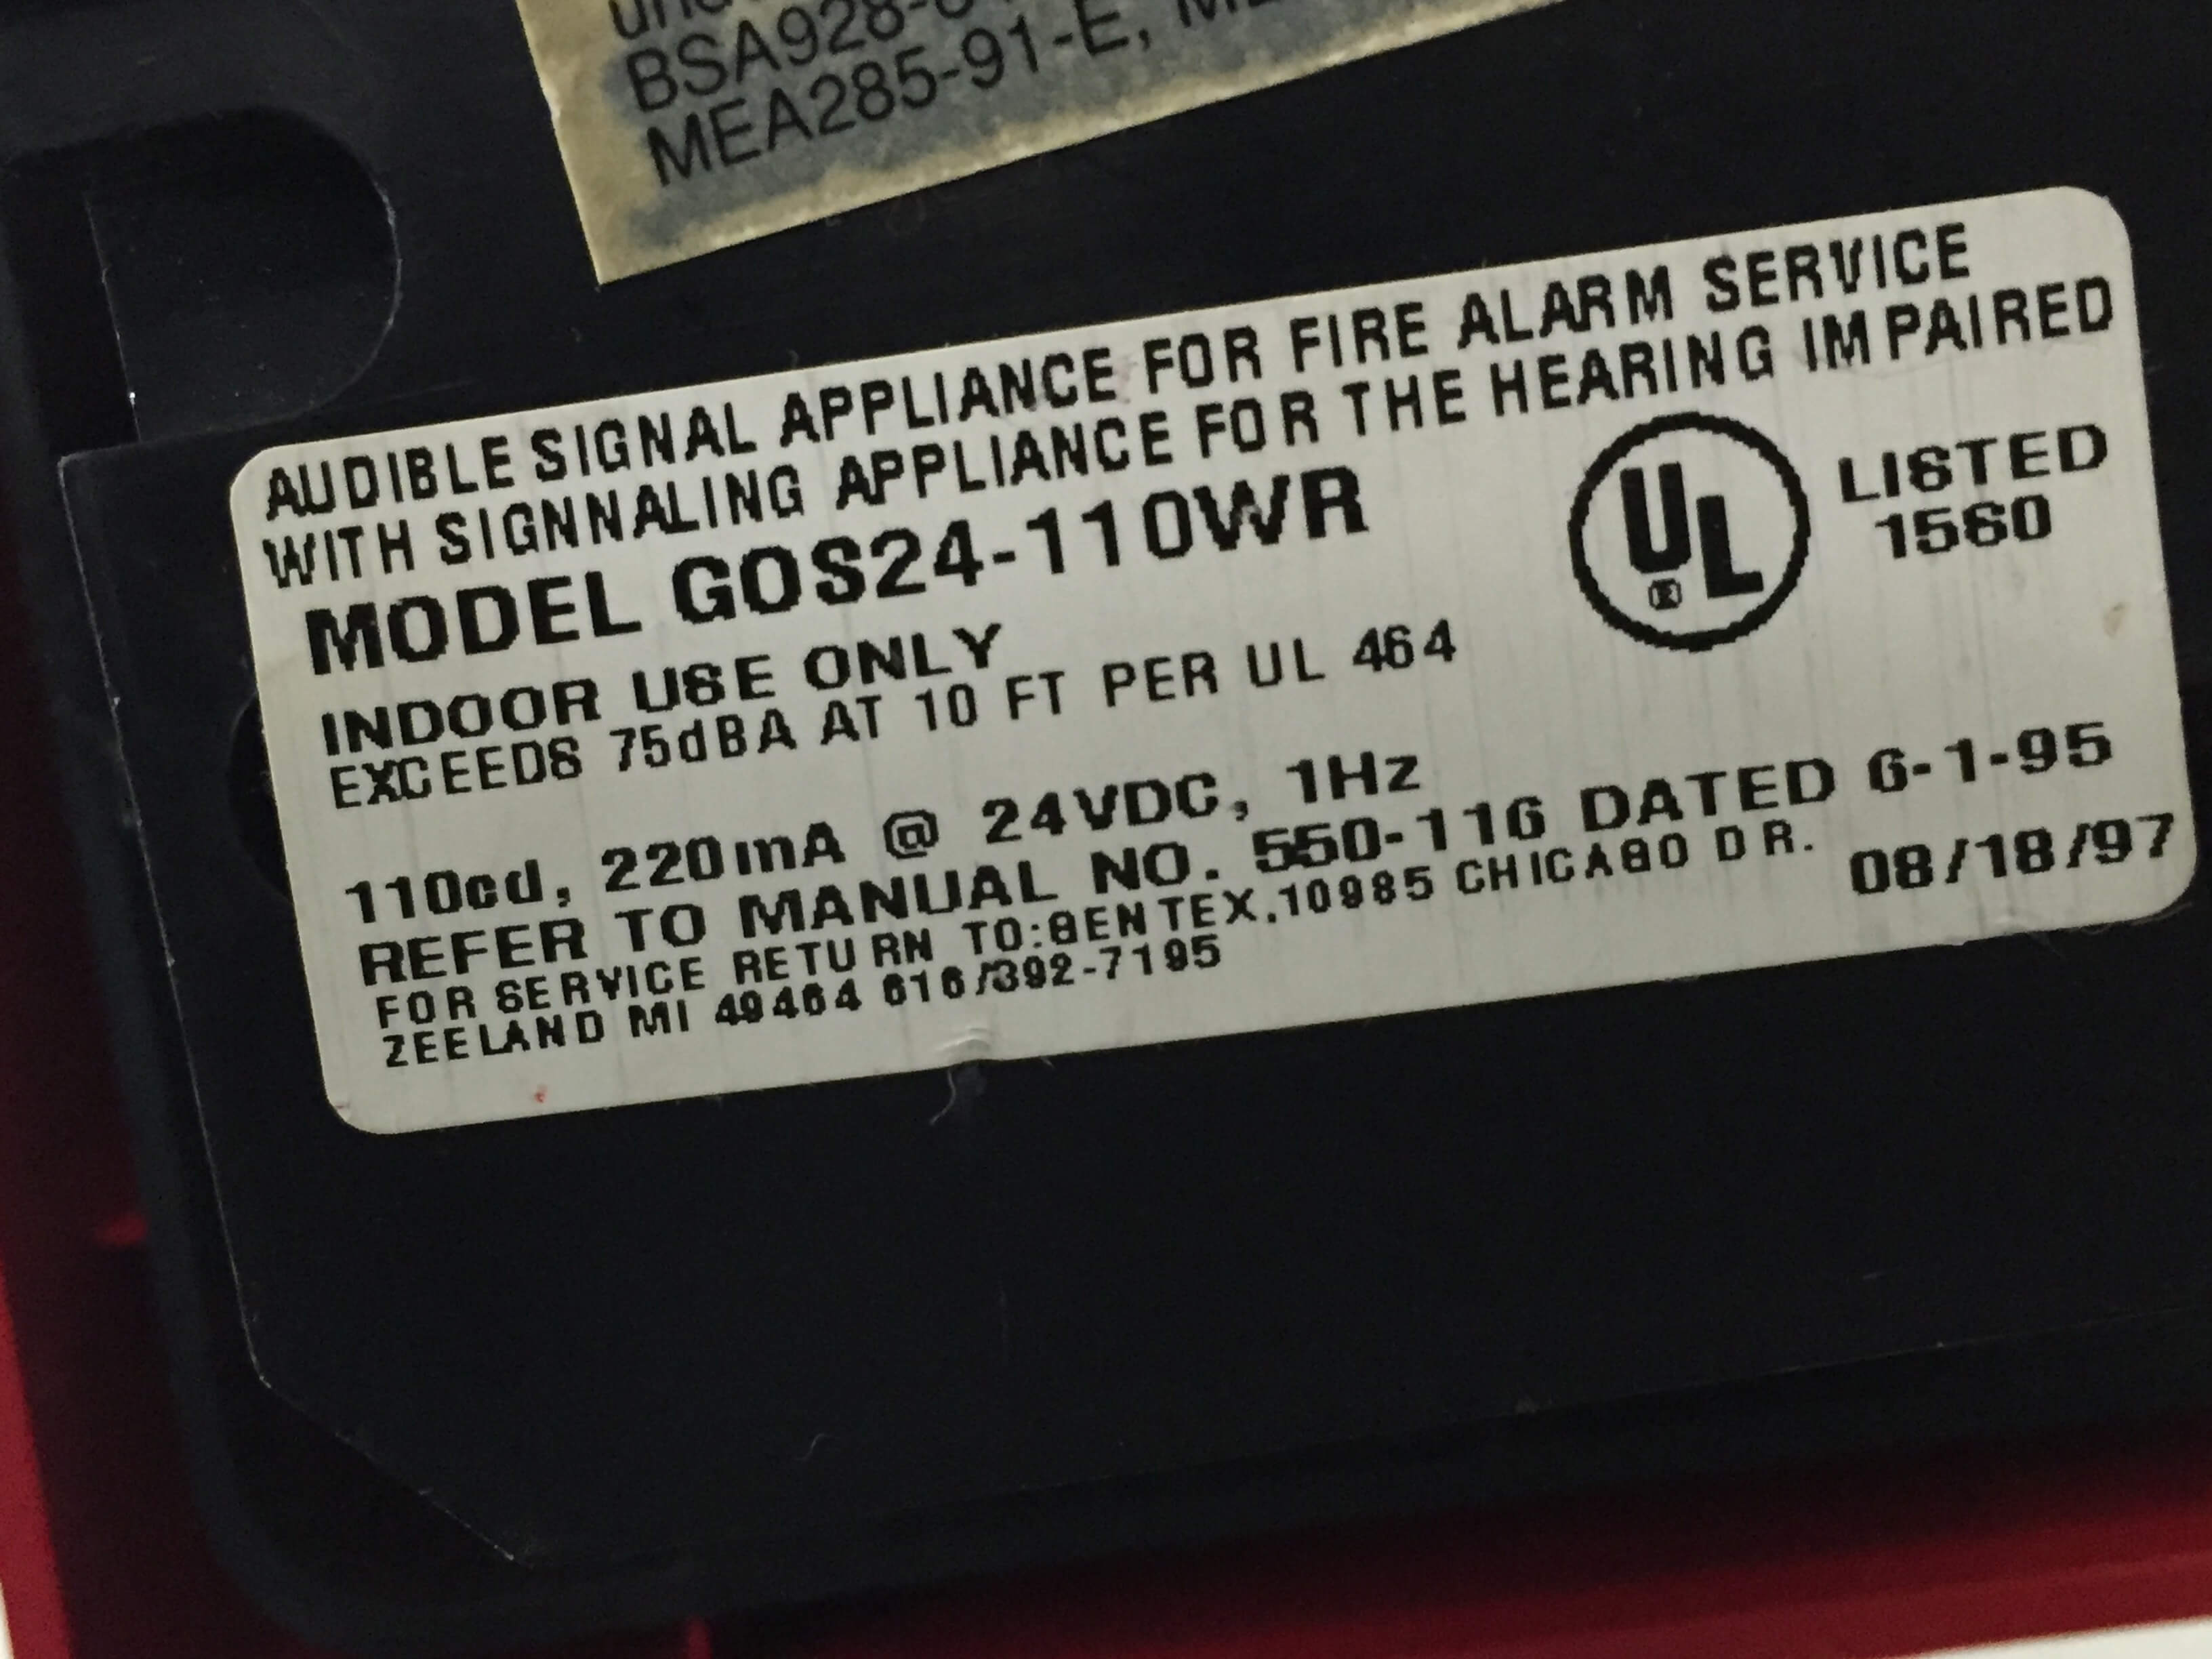 BSA928-
MEA285-91-E,
AUDIBLE SIGNAL APPLIANCE FOR FIRE ALARM SERVICE
WITH SIGNNALING APPLIANCE FOR THE HEARING IMPAIRED
MODEL GOS24-110WR
UL ® LISTED
1560
INDOOR USE ONLY
EXCEEDS 75dBA AT 10 FT PER UL 464
110cd, 220mA @ 24VDC, 1Hz
REFER TO MANUAL NO. 550-116 DATED 6-1-95
FOR SERVICE RETURN TO:GENTEX,10985 CHICAGO DR.
ZEELAND MI 49464 616/392-7195
08/18/97